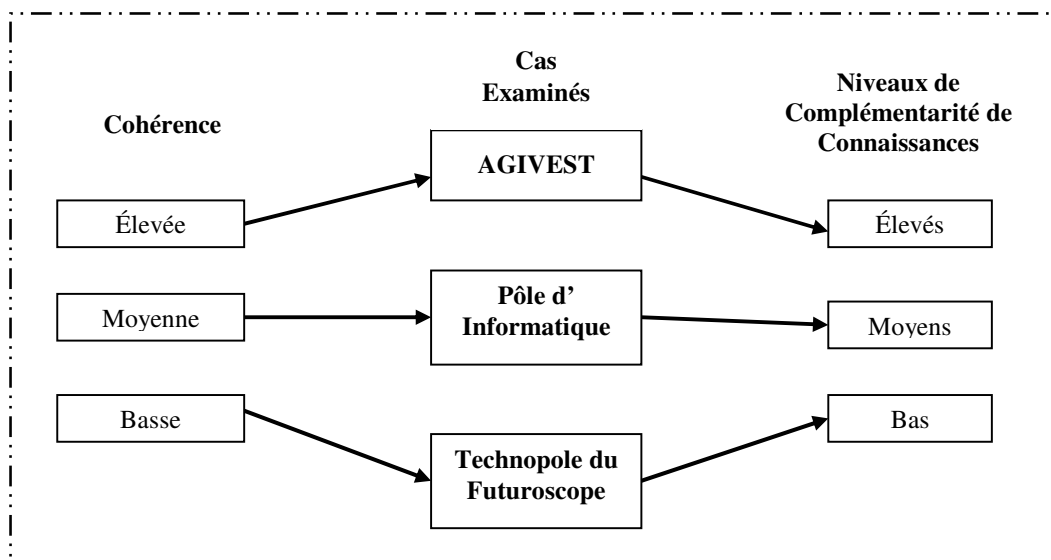 Cohérence
Élevée
Moyenne
Basse
Cas
Examinés
AGIVEST
Pôle d’
Informatique
Technopole du
Futuroscope
Niveaux de
Complémentarité de
Connaissances
Élevés
Moyens
Bas